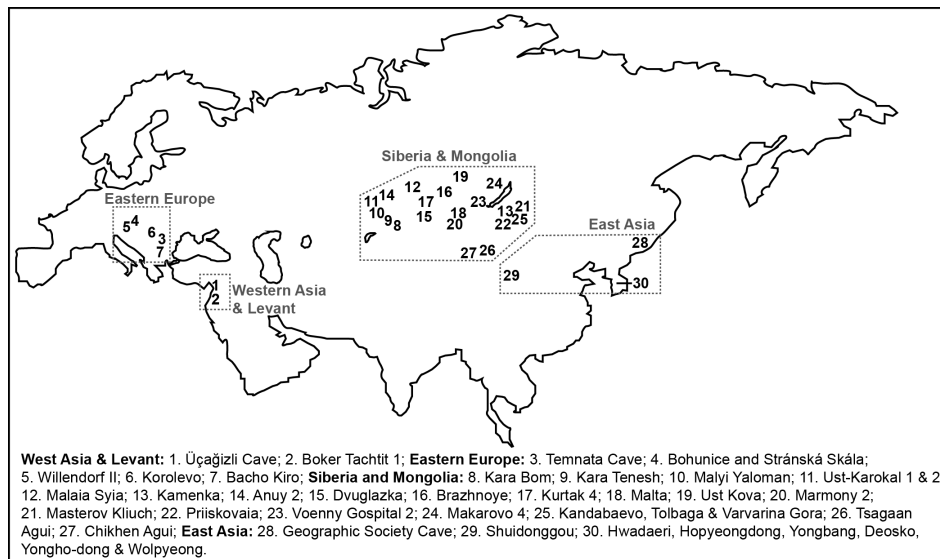 Siberia & Mongolia
19
12
24
16
11 14
17
23
21
10
9
8
15
18
20
13
22
25
27 26
Eastern Europe
5 4
6
3
7
East Asia
28
29
30
1
2
Western Asia
& Levant
West Asia & Levant: 1. Üçağizli Cave; 2. Boker Tachtit 1; Eastern Europe: 3. Temnata Cave; 4. Bohunice and Stránská Skála;
5. Willendorf II; 6. Korolevo; 7. Bacho Kiro; Siberia and Mongolia: 8. Kara Bom; 9. Kara Tenesh; 10. Malyi Yaloman; 11. Ust-Karokal 1 & 2
12. Malaia Syia; 13. Kamenka; 14. Anuy 2; 15. Dvuglazka; 16. Brazhnoye; 17. Kurtak 4; 18. Malta; 19. Ust Kova; 20. Marmony 2;
21. Masterov Kliuch; 22. Priiskovaia; 23. Voenny Gospital 2; 24. Makarovo 4; 25. Kandabaevo, Tolbaga & Varvarina Gora; 26. Tsagaan
Agui; 27. Chikhen Agui; East Asia: 28. Geographic Society Cave; 29. Shuidonggou; 30. Hwadaeri, Hopyeongdong, Yongbang, Deosko,
Yongho-dong & Wolpyeong.